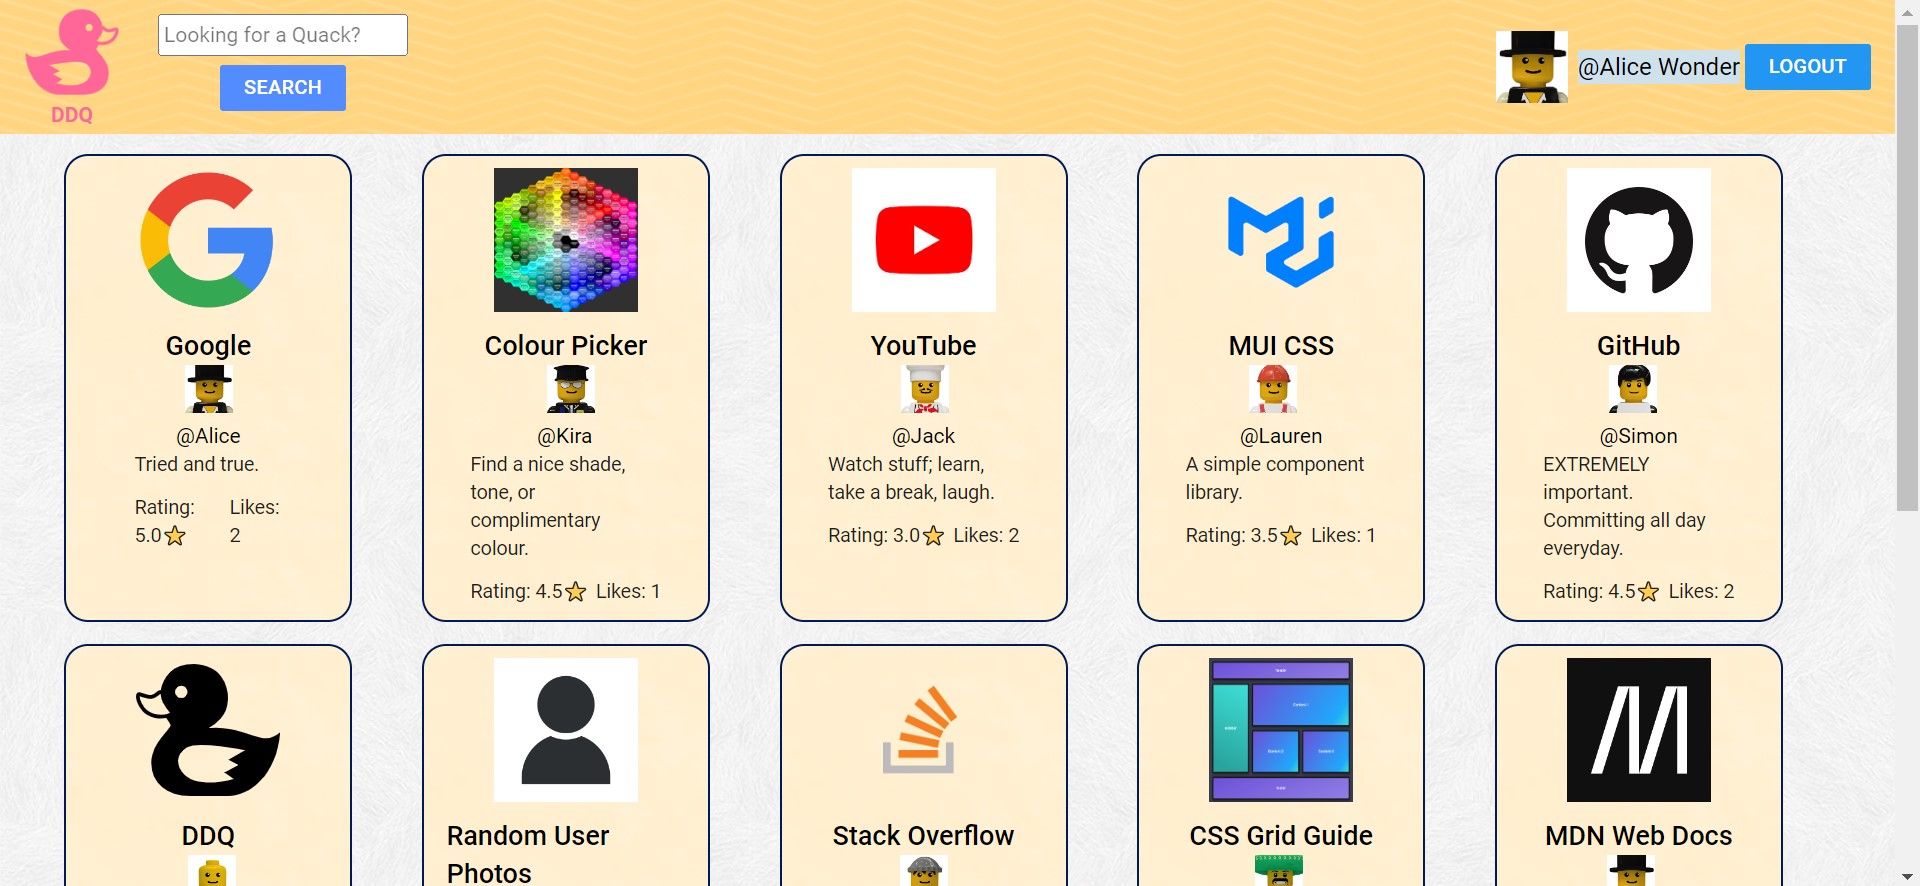 DDQ
Looking for a Quack?
SEARCH
@Alice Wonder
LOGOUT
Google
@Alice
Tried and true.
Rating: 5.0
Likes: 2
Colour Picker
@Kira
Find a nice shade,
tone, or
complimentary
colour.
Rating: 4.5 Likes: 1
YouTube
@Jack
Watch stuff; learn,
take a break, laugh.
Rating: 3.0 Likes: 2
MUI CSS
@Lauren
A simple component
library.
Rating: 3.5 Likes: 1
GitHub
@Simon
EXTREMELY
important.
Committing all day
everyday.
Rating: 4.5 Likes: 2
DDQ
Random User
Photos
Stack Overflow
CSS Grid Guide
MDN Web Docs